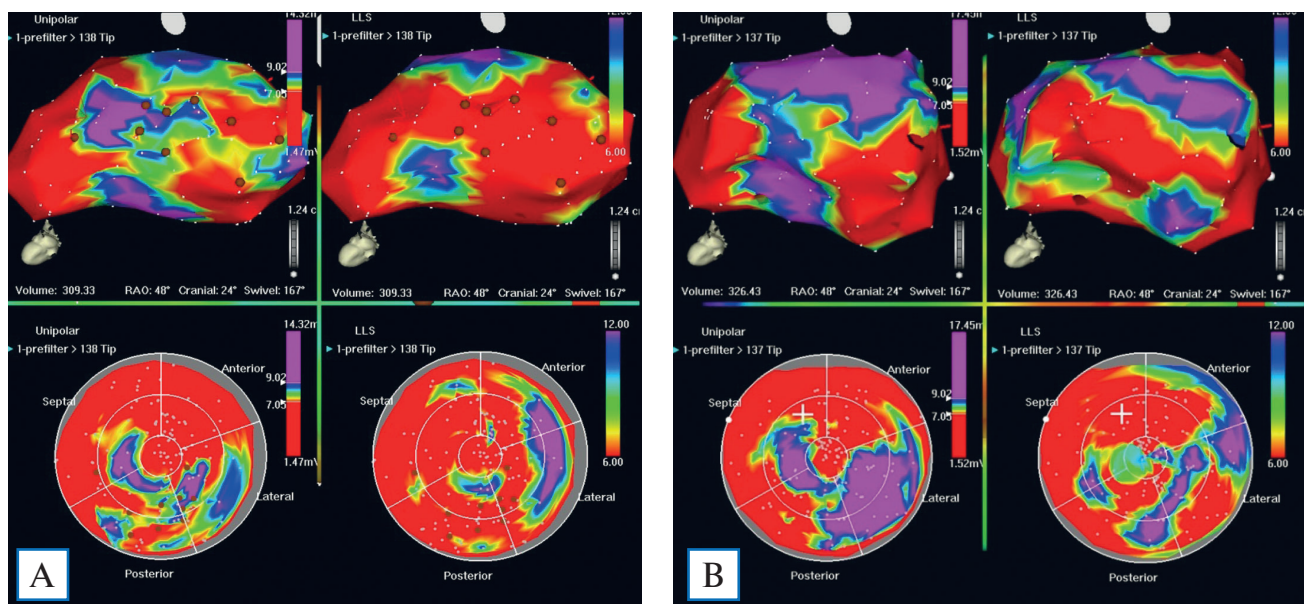 Unipolar
1-prefilter > 138 Tip
9.02
7.05
1.47mV
1.24 c
Volume: 309.33 RAO: 48° Cranial: 24° Swivel: 167°
LLS
1-prefilter > 138 Tip
6.00
1.24 c
Volume: 309.33 RAO: 48° Cranial: 24° Swivel: 167°
Unipolar
1-prefilter > 138 Tip
14.32m
9.02
7.05
1.47mV
Anterior
Septal
Lateral
Posterior
LLS
1-prefilter > 138 Tip
12.00
6.00
Anterior
Septal
Lateral
Posterior
A
Unipolar
1-prefilter > 137 Tip
9.02
7.05
1.52mV
1.24 c
Volume: 326.43 RAO: 48° Cranial: 24° Swivel: 167°
LLS
1-prefilter > 137 Tip
6.00
1.24 c
Volume: 326.43 RAO: 48° Cranial: 24° Swivel: 167°
Unipolar
1-prefilter > 137 Tip
17.45m
9.02
7.05
1.52mV
Anterior
Septal
Lateral
Posterior
LLS
1-prefilter > 137 Tip
12.00
6.00
Anterior
Septal
Lateral
Posterior
B